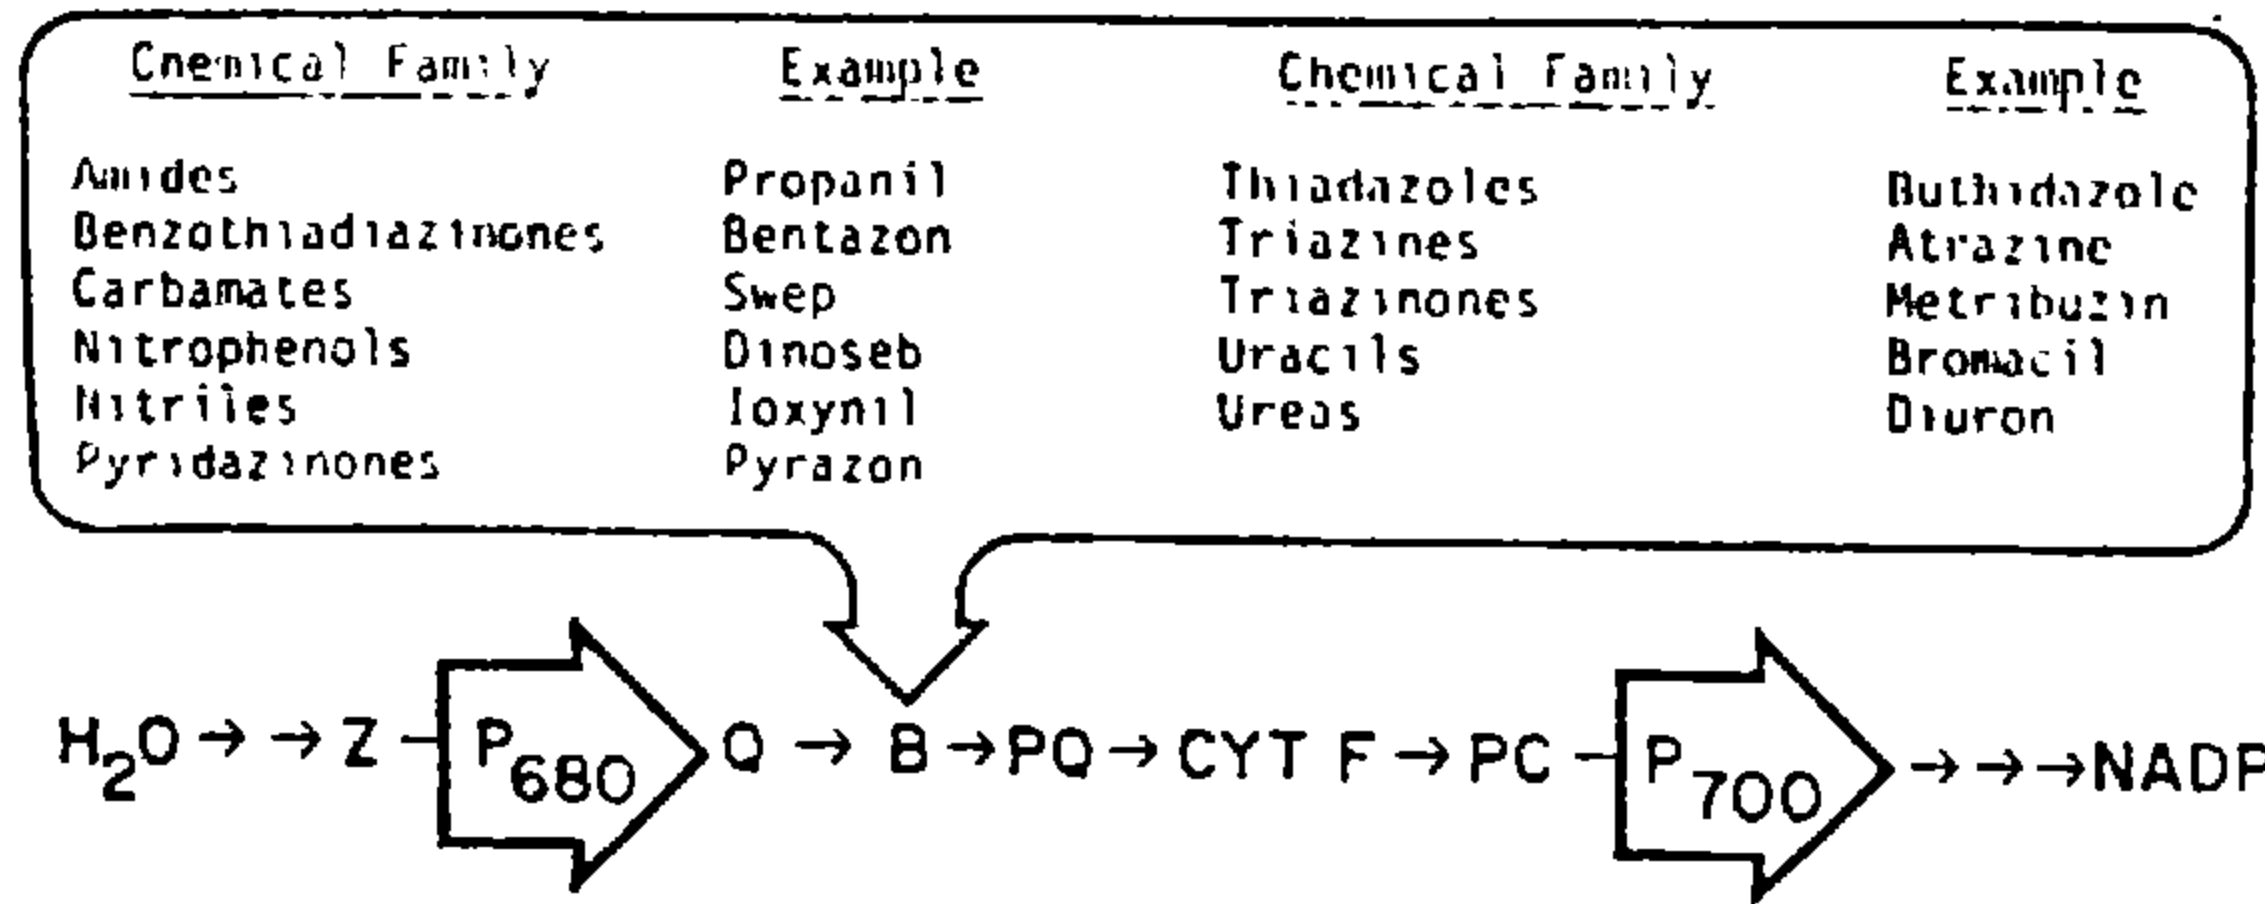 Chemical Family Example Chemical Family Example
Amides Propanil Thiadazoles Buthidazole
Benzothiadiazinones Bentazon Triazines Atrazine
Carbamates Swep Triazinones Metribuzin
Nitrophenols Dinoseb Uracils Bromacil
Nitriles Ioxynil Ureas Diuron
Pyridazinones Pyrazon
H₂O → → Z P₆₈₀ Q → B → PQ → CYT F → PC P₇₀₀ → → → NADP